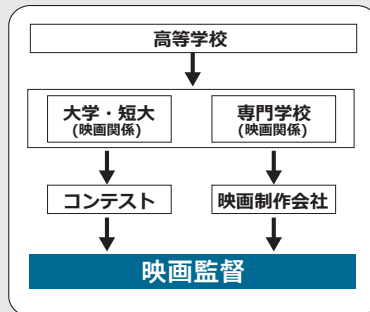 高等学校
大学・短大
(映画関係)
専門学校
(映画関係)
コンテスト
映画制作会社
映画監督